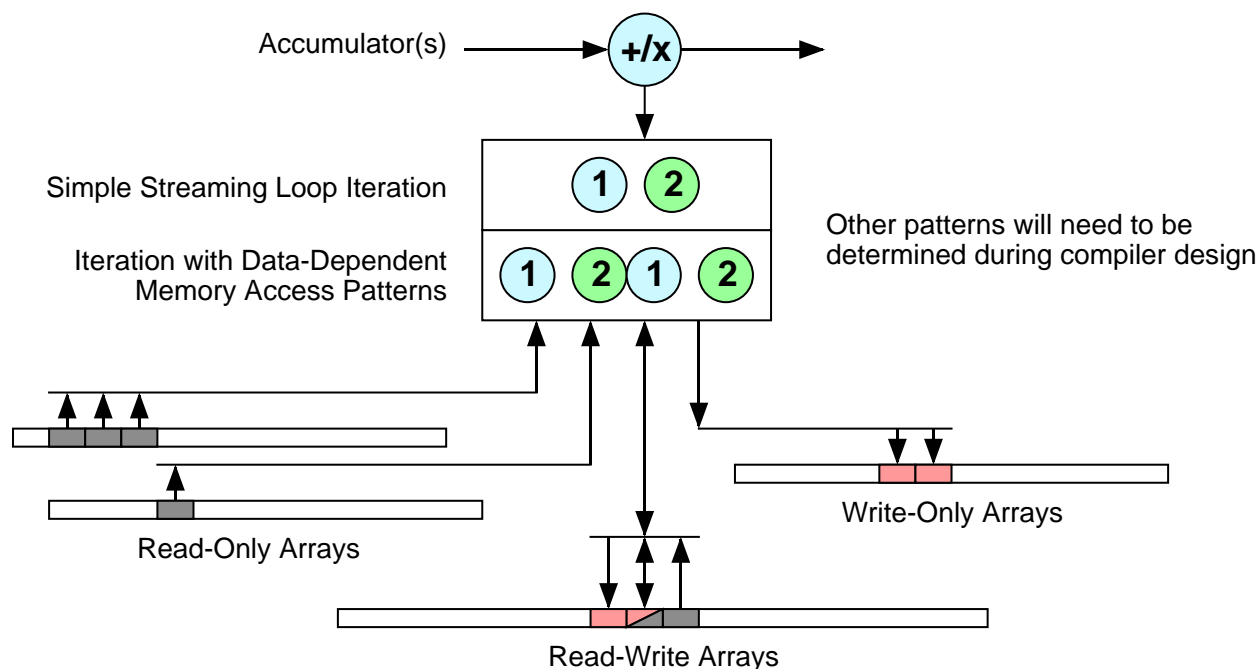 Accumulator(s)
+/x
Simple Streaming Loop Iteration
1 2
Other patterns will need to be
determined during compiler design
Iteration with Data-Dependent
Memory Access Patterns
1 2 1 2
Read-Only Arrays
Write-Only Arrays
Read-Write Arrays